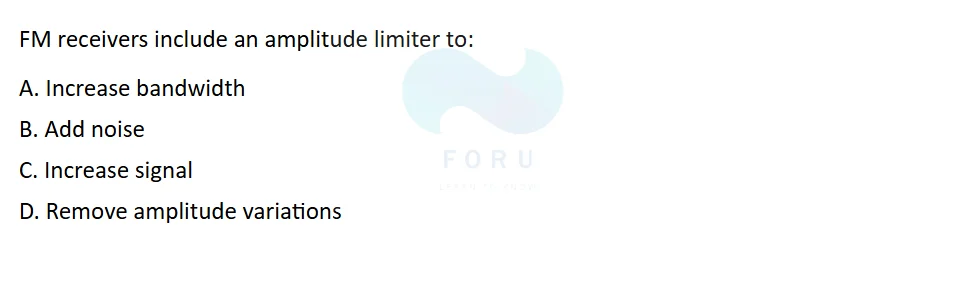 FM receivers include an amplitude limiter to:
A. Increase bandwidth
B. Add noise
C. Increase signal
D. Remove amplitude variations
FORU